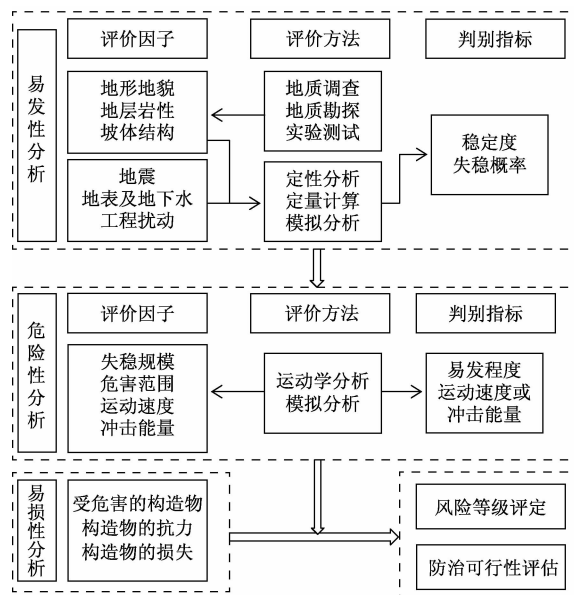 易发性分析
评价因子
评价方法
判别指标
地形地貌
地层岩性
坡体结构
地质调查
地质勘探
实验测试
地震
地表及地下水
工程扰动
定性分析
定量计算
模拟分析
稳定度
失稳概率
危险性分析
评价因子
评价方法
判别指标
失稳规模
危害范围
运动速度
冲击能量
运动学分析
模拟分析
易发程度
运动速度或
冲击能量
易损性分析
受危害的构造物
构造物的抗力
构造物的损失
风险等级评定
防治可行性评估